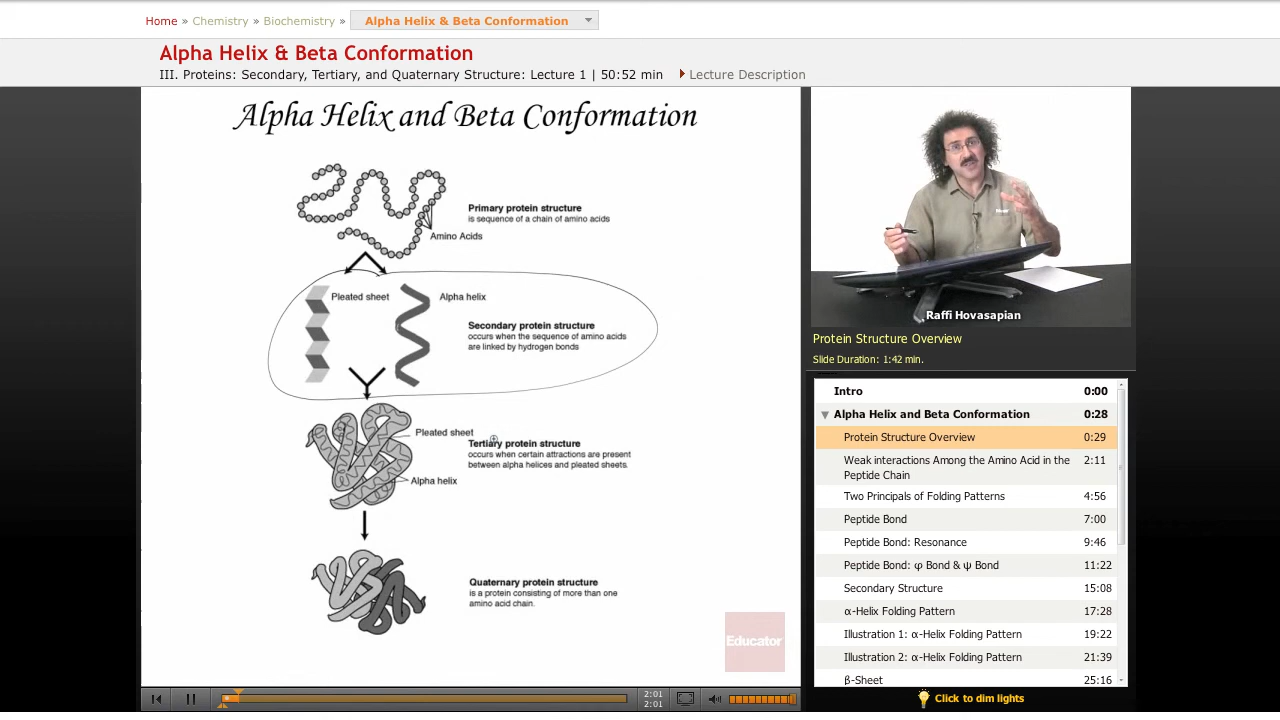 Home » Chemistry » Biochemistry » Alpha Helix & Beta Conformation
Alpha Helix & Beta Conformation
III. Proteins: Secondary, Tertiary, and Quaternary Structure: Lecture 1 | 50:52 min Lecture Description
Alpha Helix and Beta Conformation
Primary protein structure
is sequence of a chain of amino acids
Amino Acids
Pleated sheet
Alpha helix
Secondary protein structure
occurs when the sequence of amino acids
are linked by hydrogen bonds
Pleated sheet
Tertiary protein structure
occurs when certain attractions are present
between alpha helices and pleated sheets.
Alpha helix
Quaternary protein structure
is a protein consisting of more than one
amino acid chain.
Educator
2:01
2:01
Raffi Hovasapian
Protein Structure Overview
Slide Duration: 1:42 min.
Intro 0:00
Alpha Helix and Beta Conformation 0:28
Protein Structure Overview 0:29
Weak interactions Among the Amino Acid in the 2:11
Peptide Chain
Two Principals of Folding Patterns 4:56
Peptide Bond 7:00
Peptide Bond: Resonance 9:46
Peptide Bond: φ Bond & ψ Bond 11:22
Secondary Structure 15:08
α-Helix Folding Pattern 17:28
Illustration 1: α-Helix Folding Pattern 19:22
Illustration 2: α-Helix Folding Pattern 21:39
β-Sheet 25:16
Click to dim lights